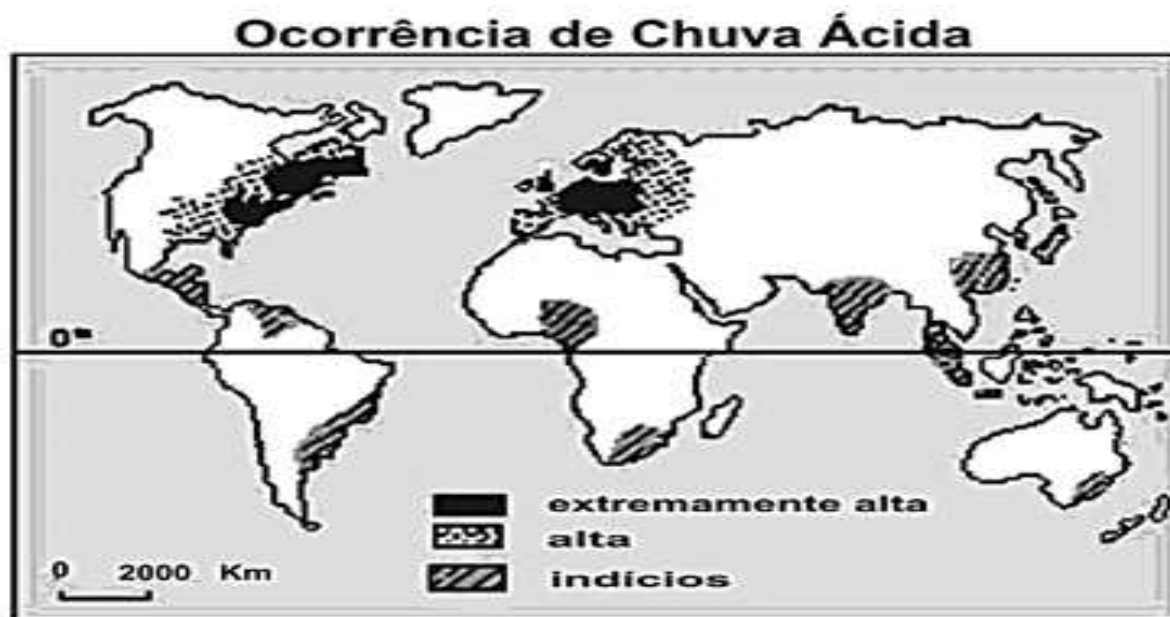 Ocorrência de Chuva Ácida
0°
extremamente alta
alta
indícios
0 2000 Km